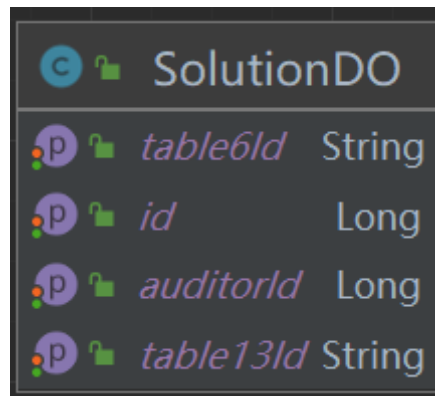 C SolutionDO
p table6Id String
p id Long
p auditorId Long
p table13Id String